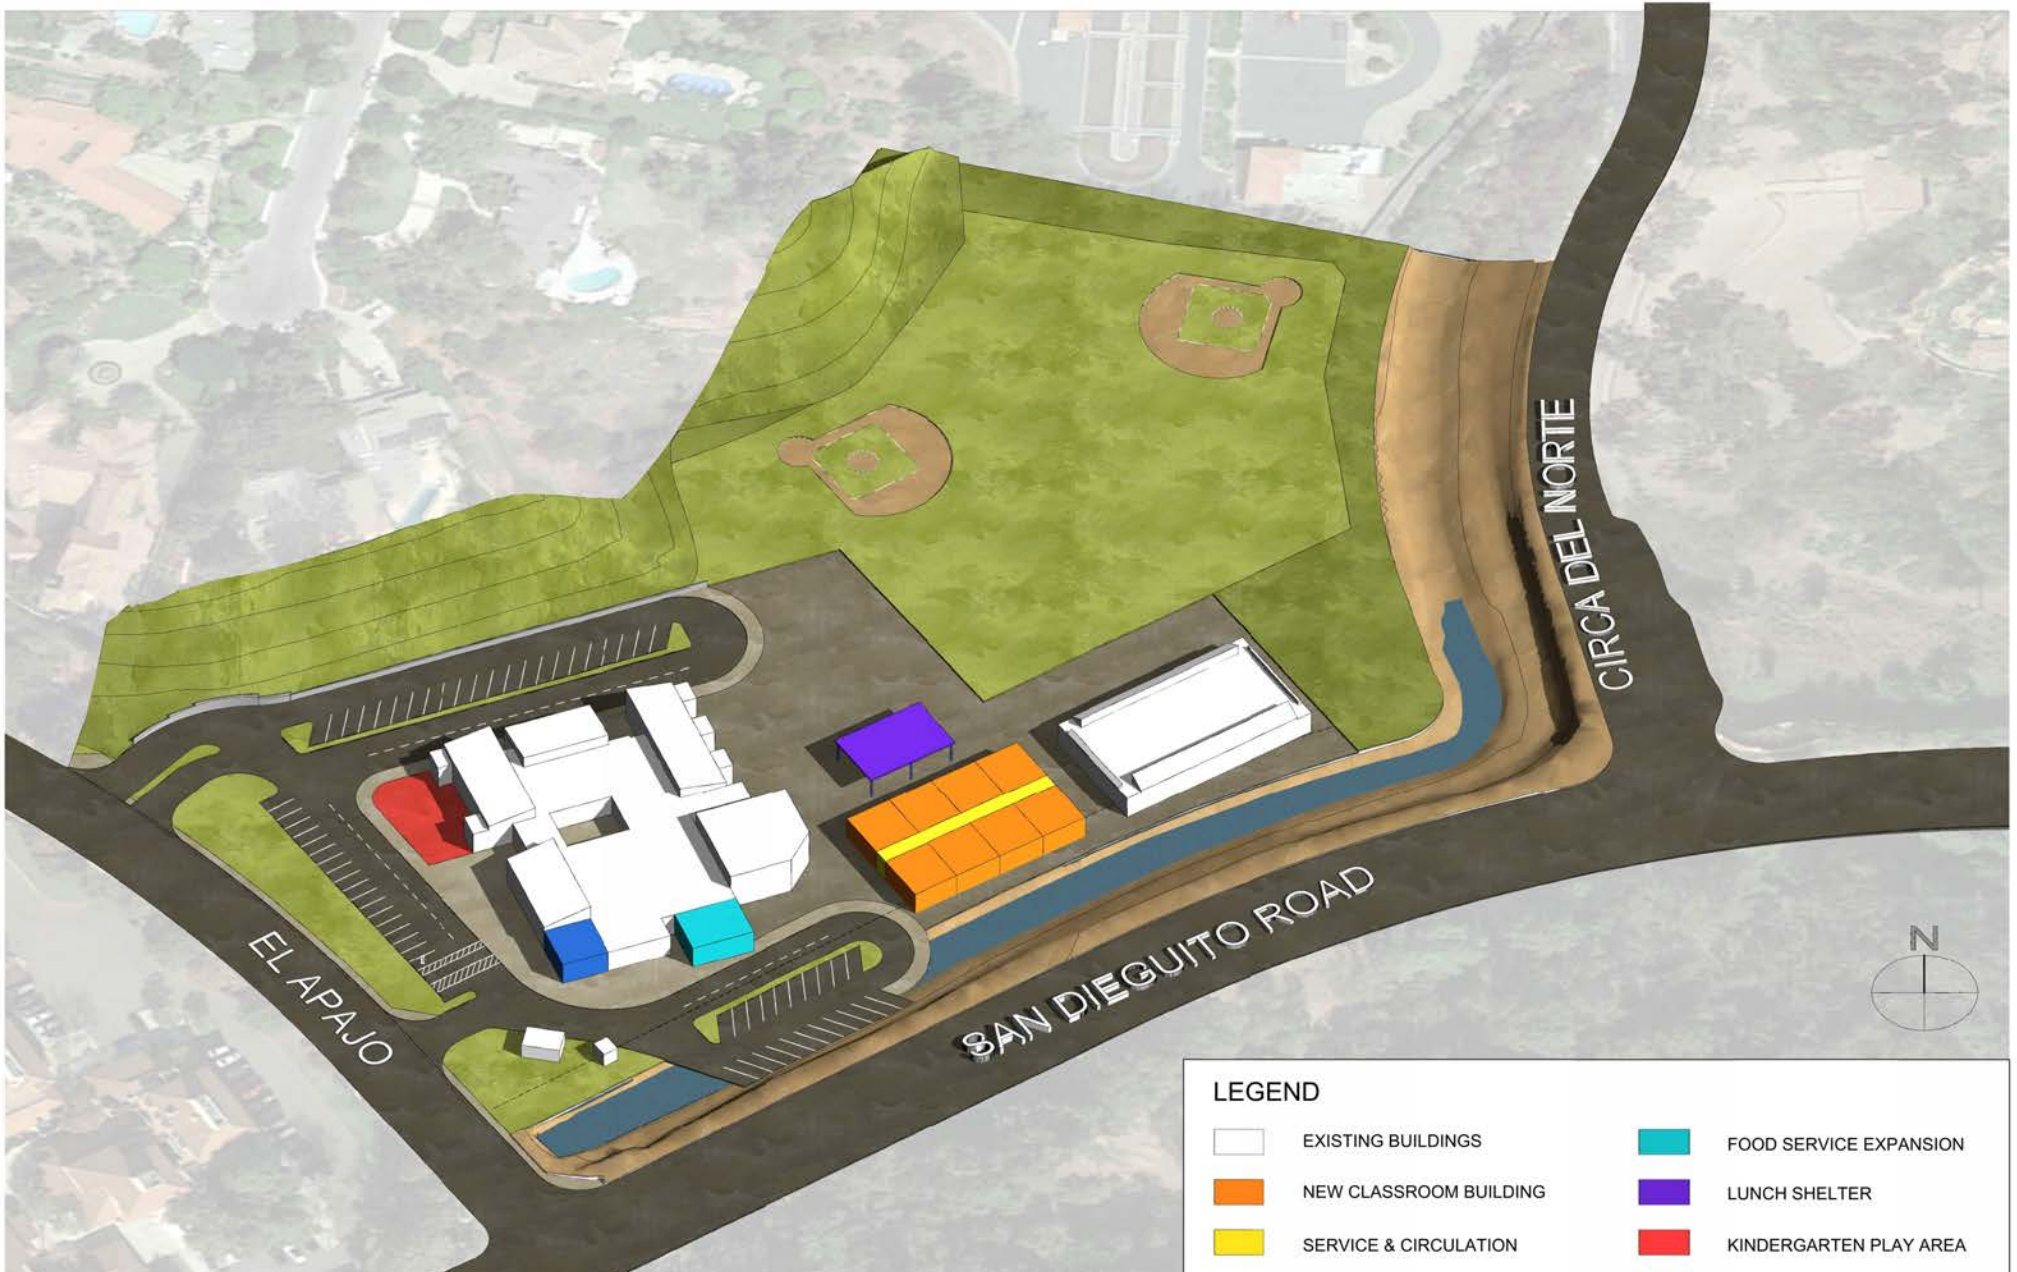 CIRCA DEL NORTE
EL APAJO
SAN DIEGUITO ROAD
N
LEGEND
EXISTING BUILDINGS
FOOD SERVICE EXPANSION
NEW CLASSROOM BUILDING
LUNCH SHELTER
SERVICE & CIRCULATION
KINDERGARTEN PLAY AREA